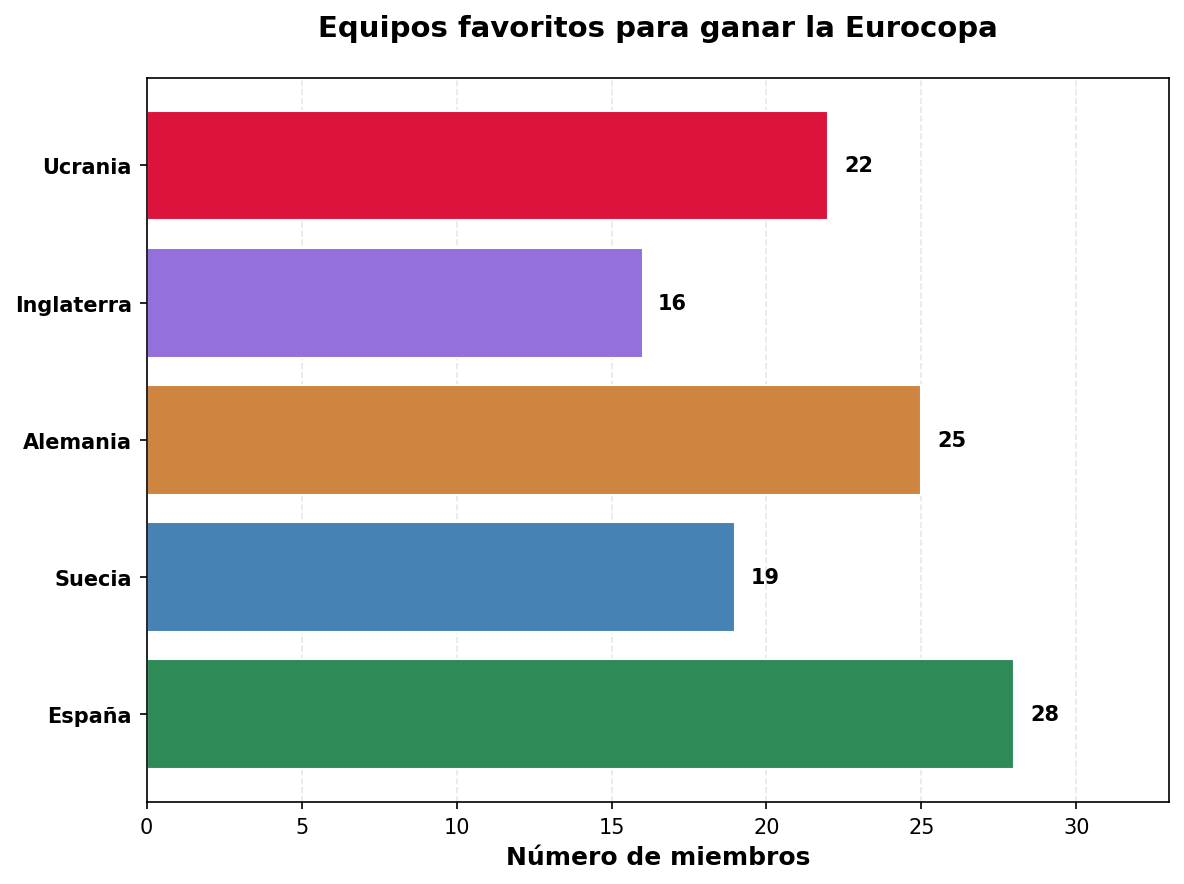 Equipos favoritos para ganar la Eurocopa
Ucrania
22
Inglaterra
16
Alemania
25
Suecia
19
España
28
0 5 10 15 20 25 30
Número de miembros